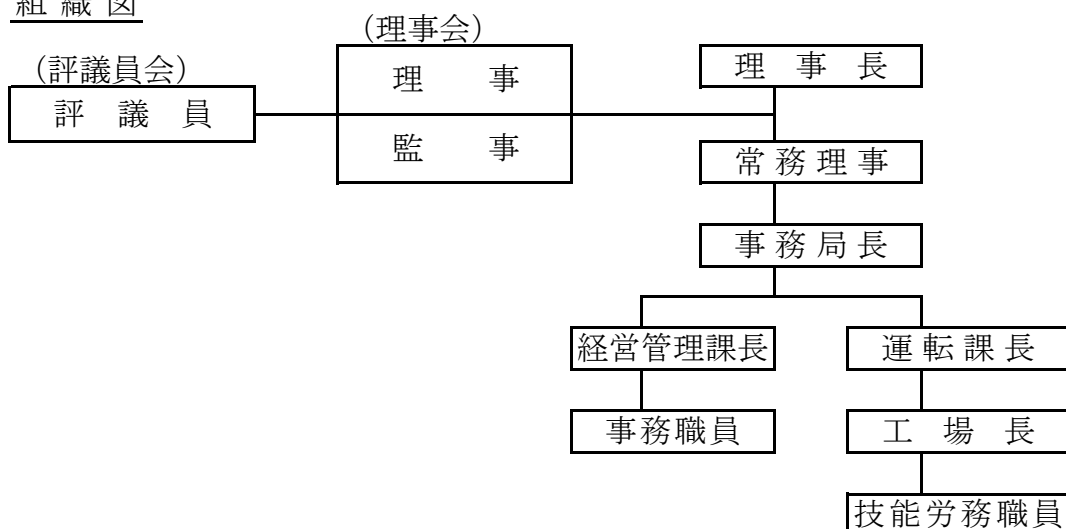 組織図
(評議員会)
評議員
(理事会)
理事
監事
理事長
常務理事
事務局長
経営管理課長
運転課長
事務職員
工場長
技能労務職員